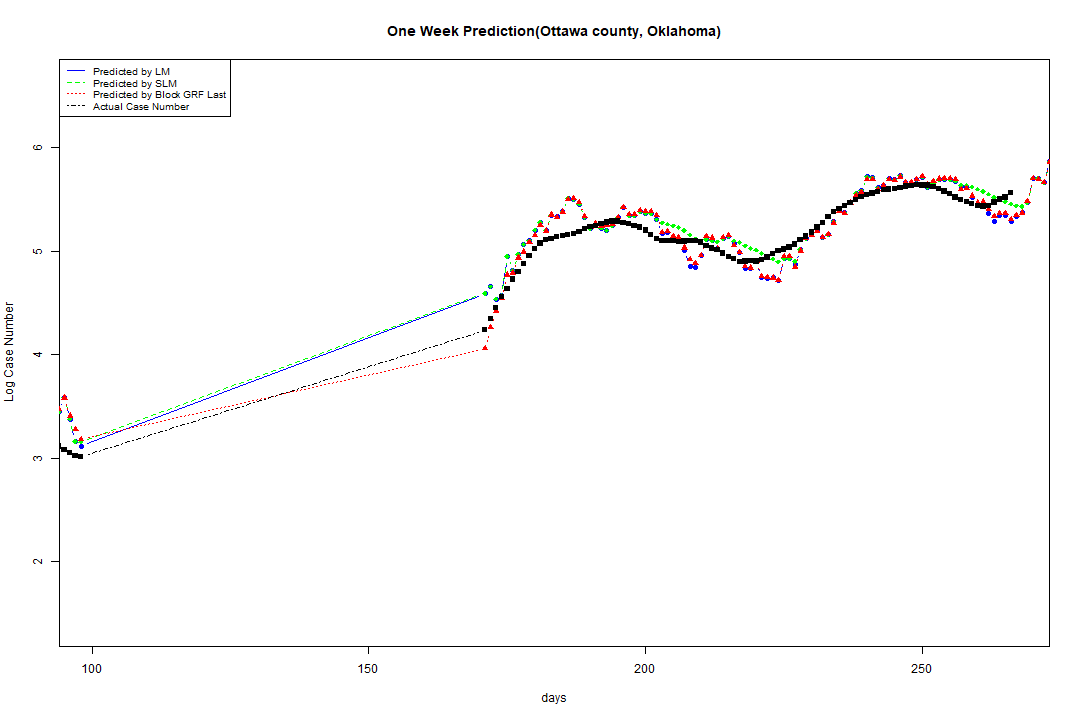 One Week Prediction(Ottawa county, Oklahoma)
Predicted by LM
Predicted by SLM
Predicted by Block GRF Last
Actual Case Number
6
5
4
3
2
Log Case Number
100 150 200 250
days